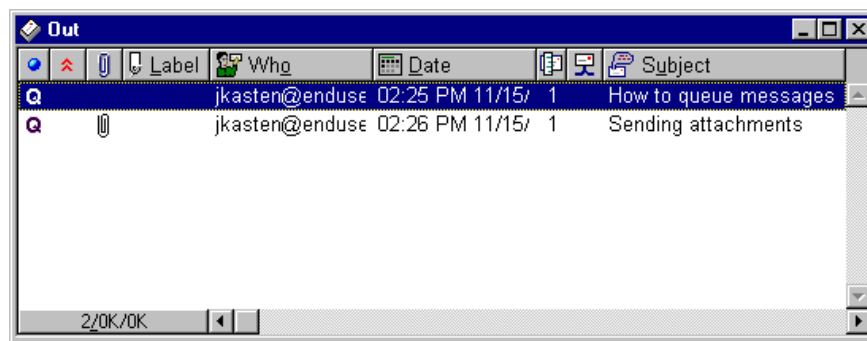 Out
Label Who Date Subject
Q jkasten@enduse 02:25 PM 11/15/ 1 How to queue messages
Q jkasten@enduse 02:26 PM 11/15/ 1 Sending attachments
2/0K/0K